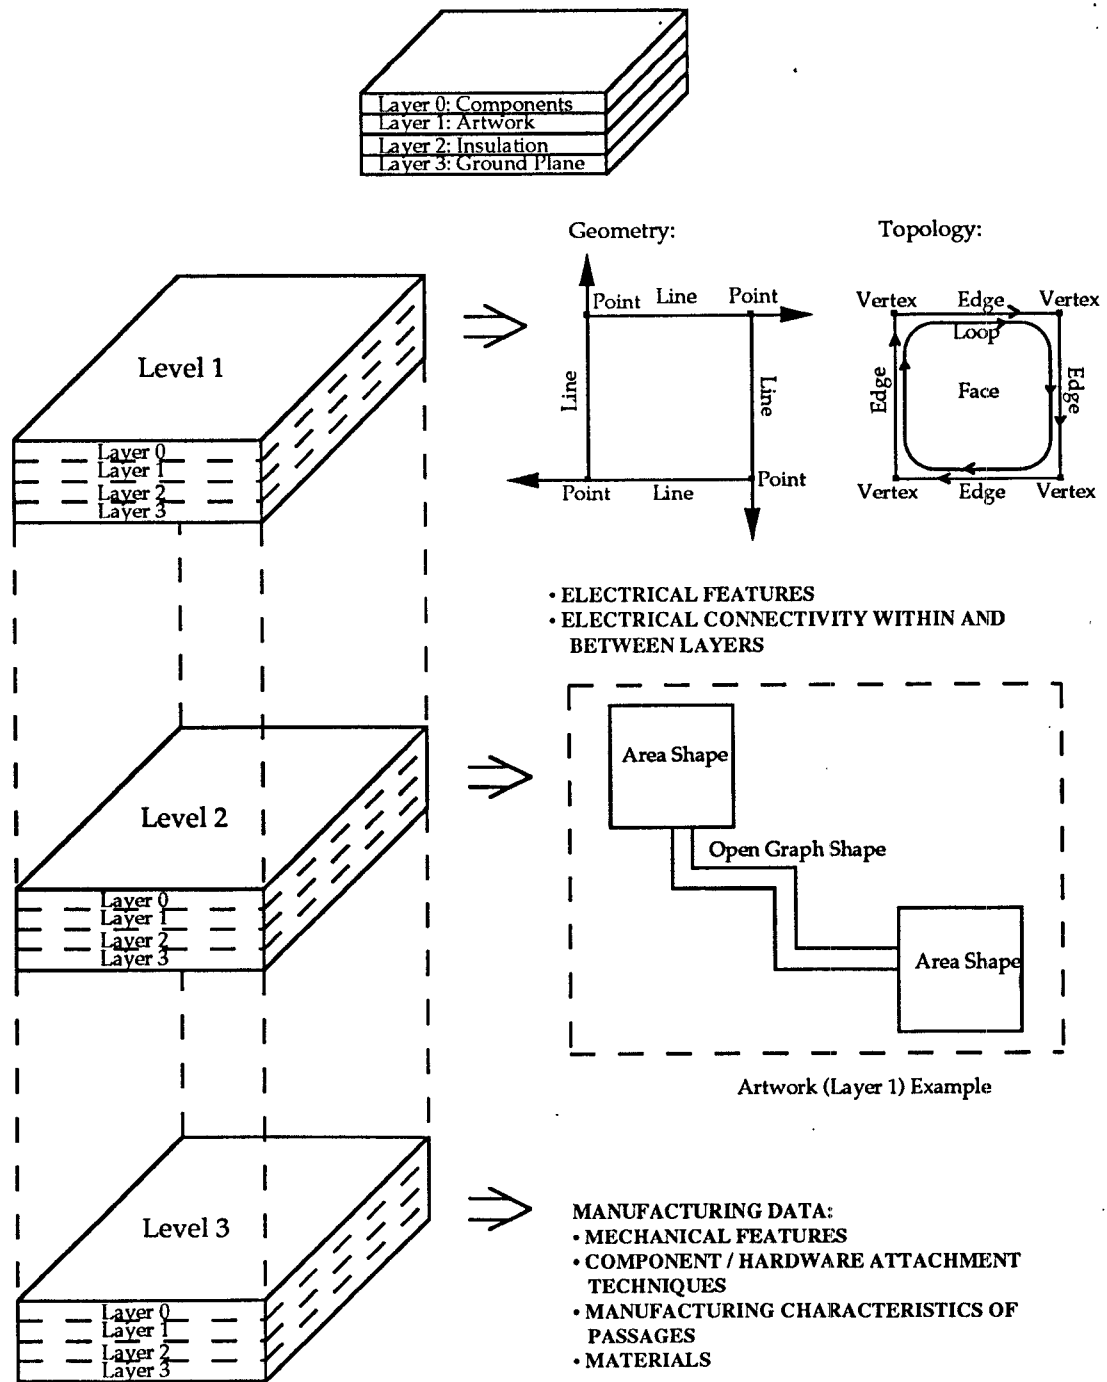 Layer 0: Components
Layer 1: Artwork
Layer 2: Insulation
Layer 3: Ground Plane
Geometry:
Topology:
Point Line Point
Line
Line
Point Line Point
Vertex Edge Vertex
Loop
Edge
Face
Edge
Vertex Edge Vertex
Level 1
Layer 0
Layer 1
Layer 2
Layer 3
• ELECTRICAL FEATURES
• ELECTRICAL CONNECTIVITY WITHIN AND
BETWEEN LAYERS
Level 2
Layer 0
Layer 1
Layer 2
Layer 3
Area Shape
Open Graph Shape
Area Shape
Artwork (Layer 1) Example
Level 3
Layer 0
Layer 1
Layer 2
Layer 3
MANUFACTURING DATA:
• MECHANICAL FEATURES
• COMPONENT / HARDWARE ATTACHMENT
TECHNIQUES
• MANUFACTURING CHARACTERISTICS OF
PASSAGES
• MATERIALS